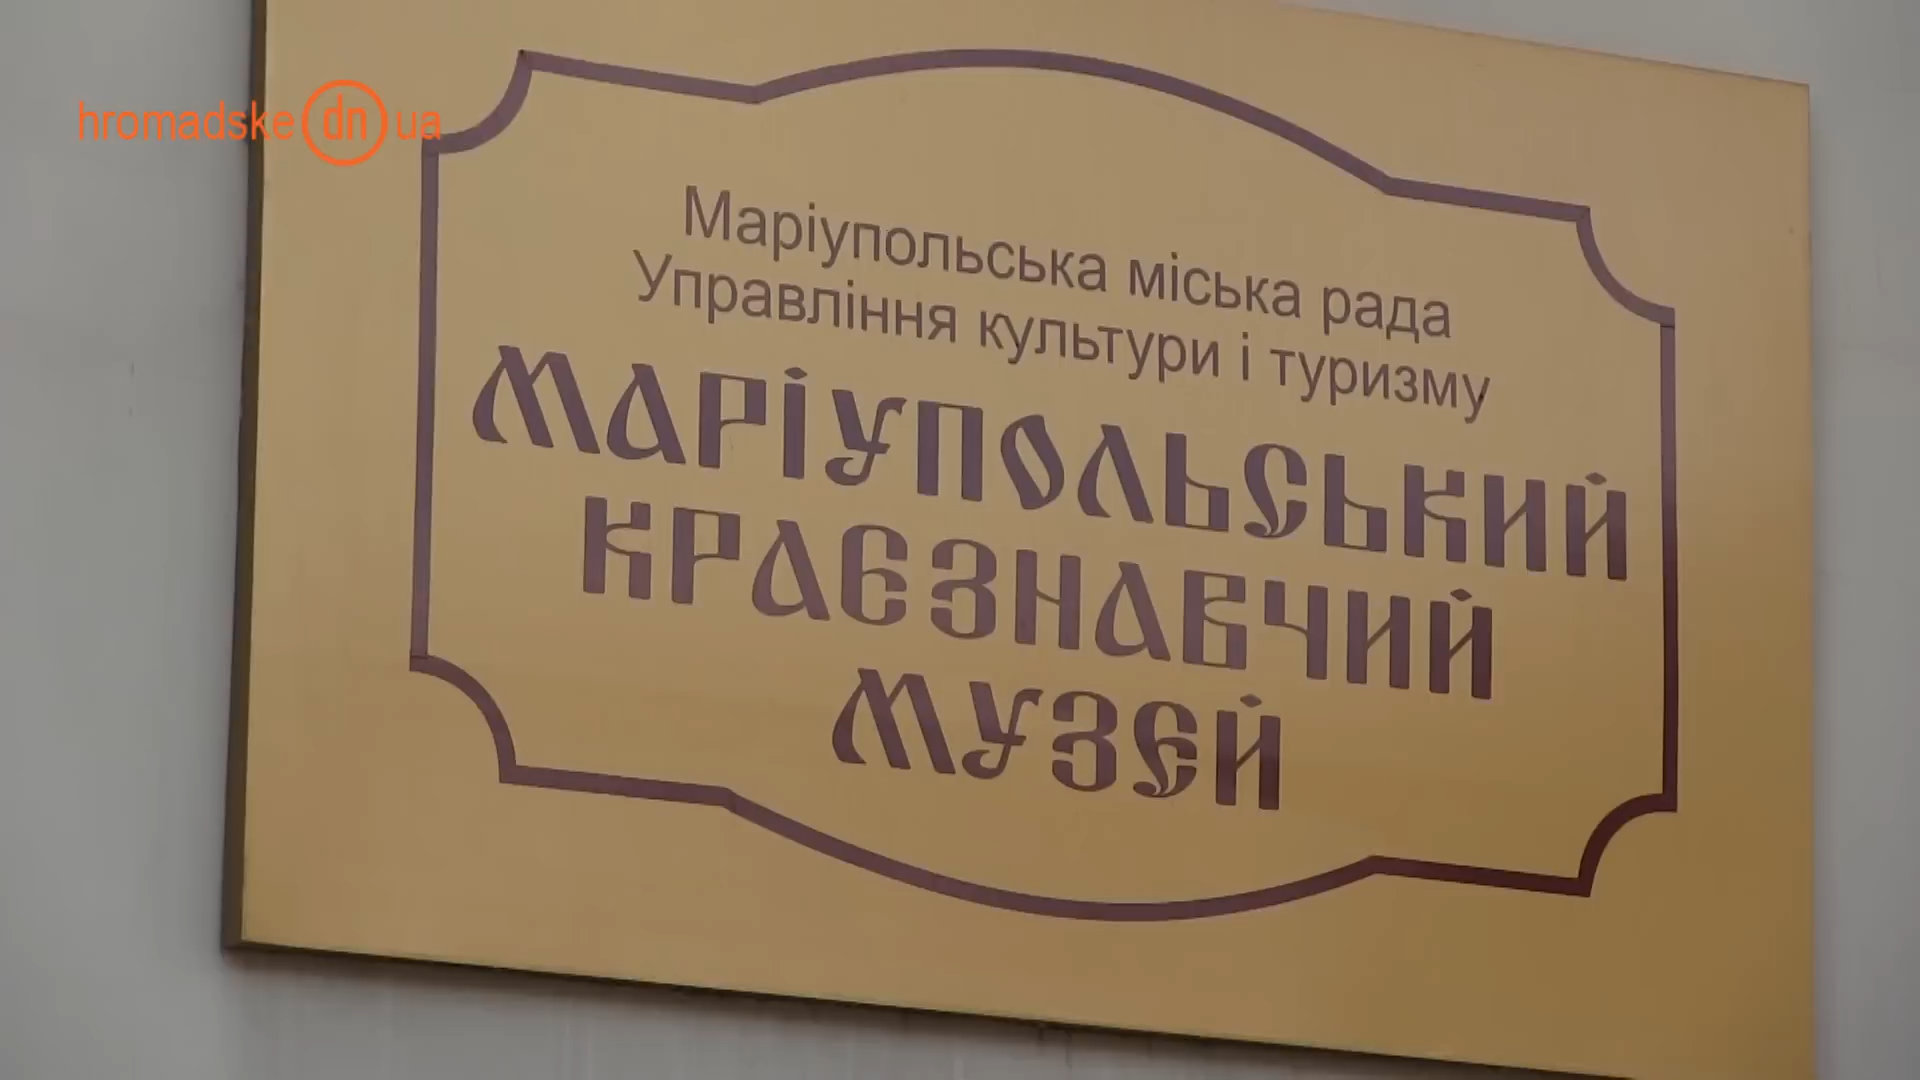 hromadske dn ua
Маріупольська міська рада
Управління культури і туризму
МАРІУПОЛЬСЬКИЙ
КРАЄЗНАВЧИЙ
МУЗЕЙ